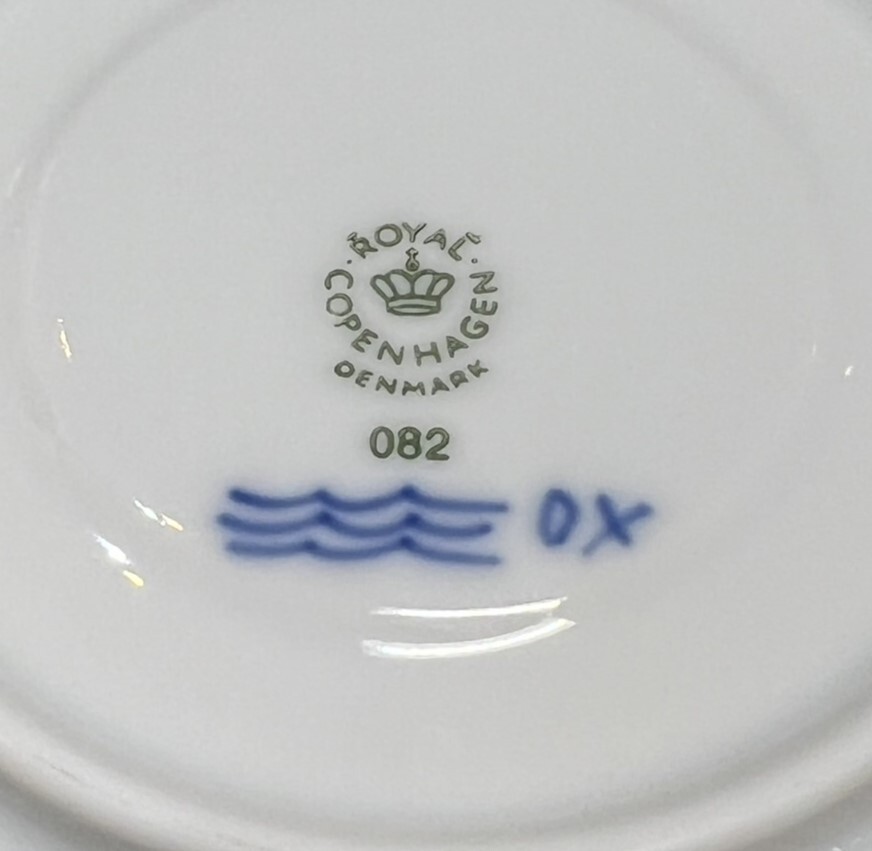 ROYAL
COPENHAGEN
DENMARK
082
OX